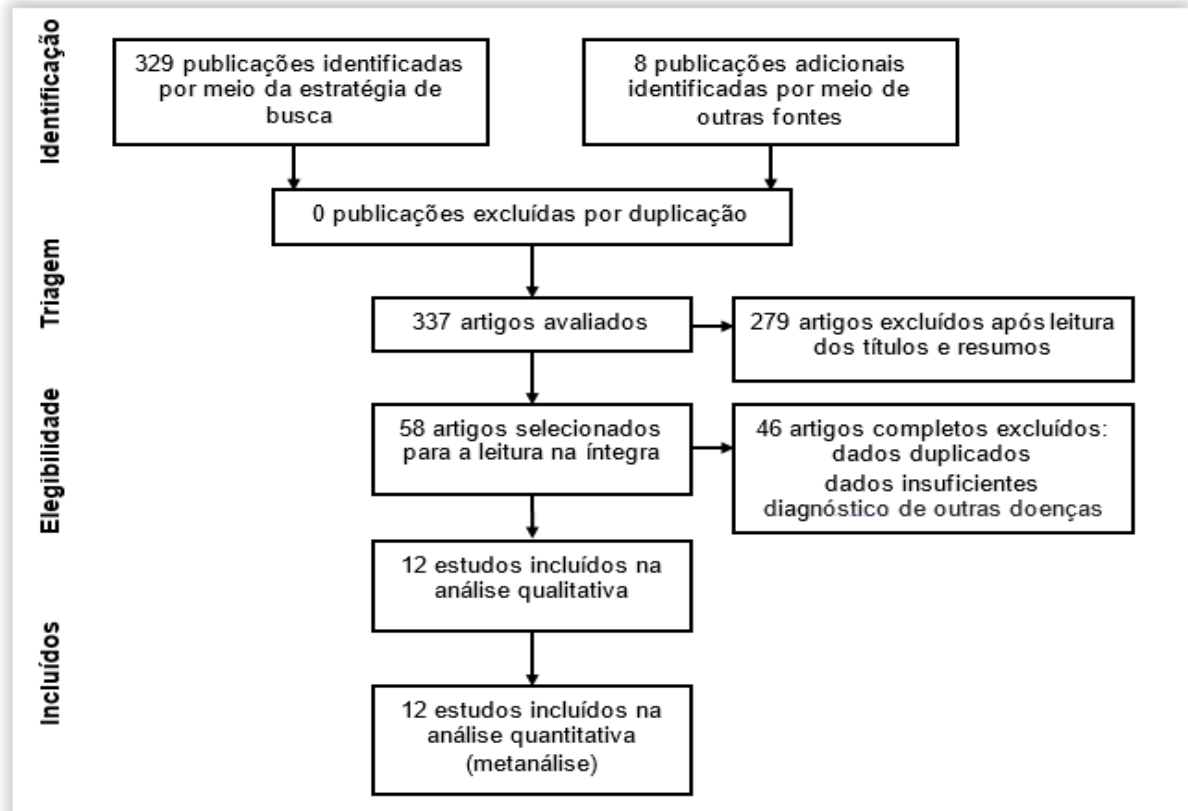 Identificação
329 publicações identificadas
por meio da estratégia de
busca
8 publicações adicionais
identificadas por meio de
outras fontes
0 publicações excluídas por duplicação
Triagem
337 artigos avaliados
279 artigos excluídos após leitura
dos títulos e resumos
Elegibilidade
58 artigos selecionados
para a leitura na íntegra
46 artigos completos excluídos:
dados duplicados
dados insuficientes
diagnóstico de outras doenças
12 estudos incluídos na
análise qualitativa
Incluídos
12 estudos incluídos na
análise quantitativa
(metanálise)